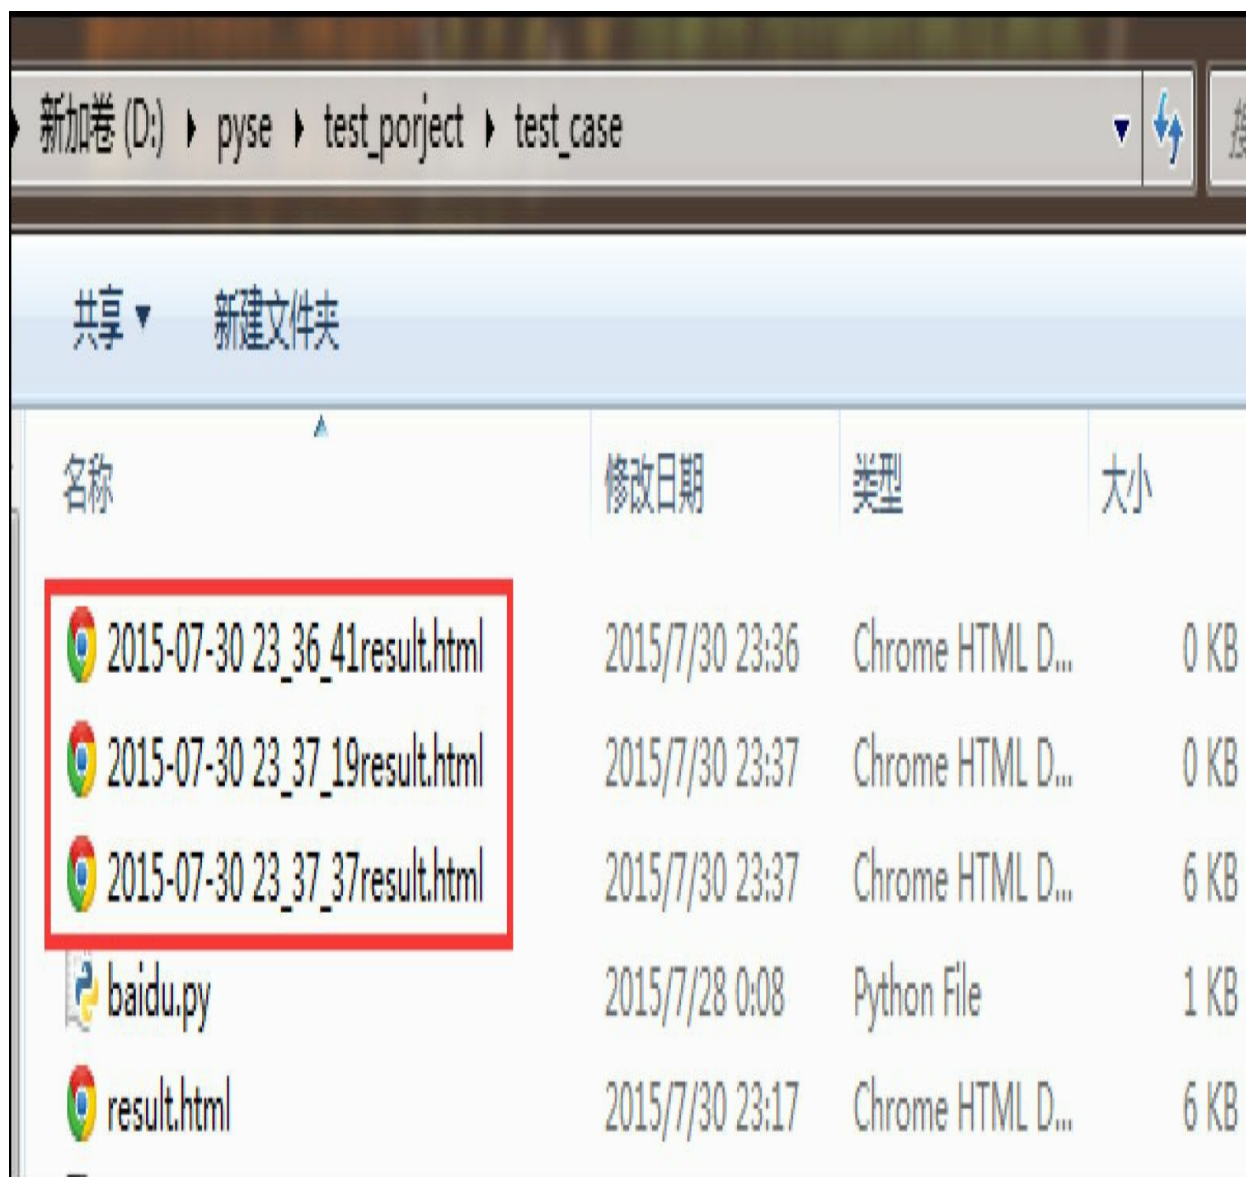 新加卷 (D:) pyse test_porject test_case
共享 新建文件夹
名称 修改日期 类型 大小
2015-07-30 23_36_41result.html 2015/7/30 23:36 Chrome HTML D... 0 KB
2015-07-30 23_37_19result.html 2015/7/30 23:37 Chrome HTML D... 0 KB
2015-07-30 23_37_37result.html 2015/7/30 23:37 Chrome HTML D... 6 KB
baidu.py 2015/7/28 0:08 Python File 1 KB
result.html 2015/7/30 23:17 Chrome HTML D... 6 KB